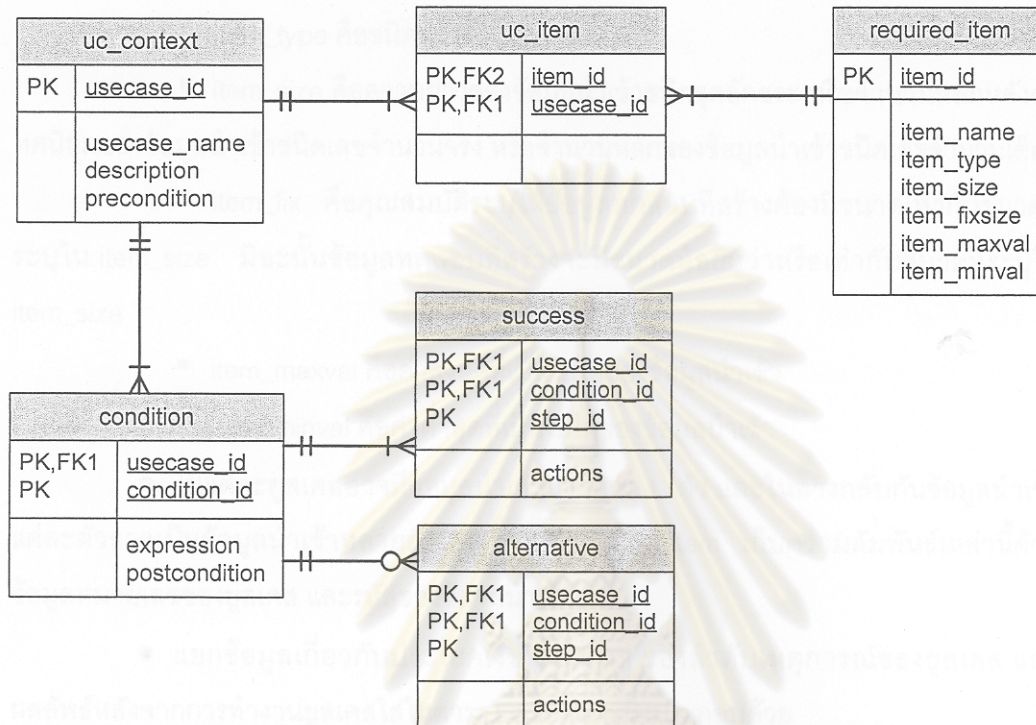 uc_context
PK usecase_id
usecase_name
description
precondition
uc_item
PK,FK2 item_id
PK,FK1 usecase_id
required_item
PK item_id
item_name
item_type
item_size
item_fixsize
item_maxval
item_minval
success
PK,FK1 usecase_id
PK,FK1 condition_id
PK step_id
actions
condition
PK,FK1 usecase_id
PK condition_id
expression
postcondition
alternative
PK,FK1 usecase_id
PK,FK1 condition_id
PK step_id
actions